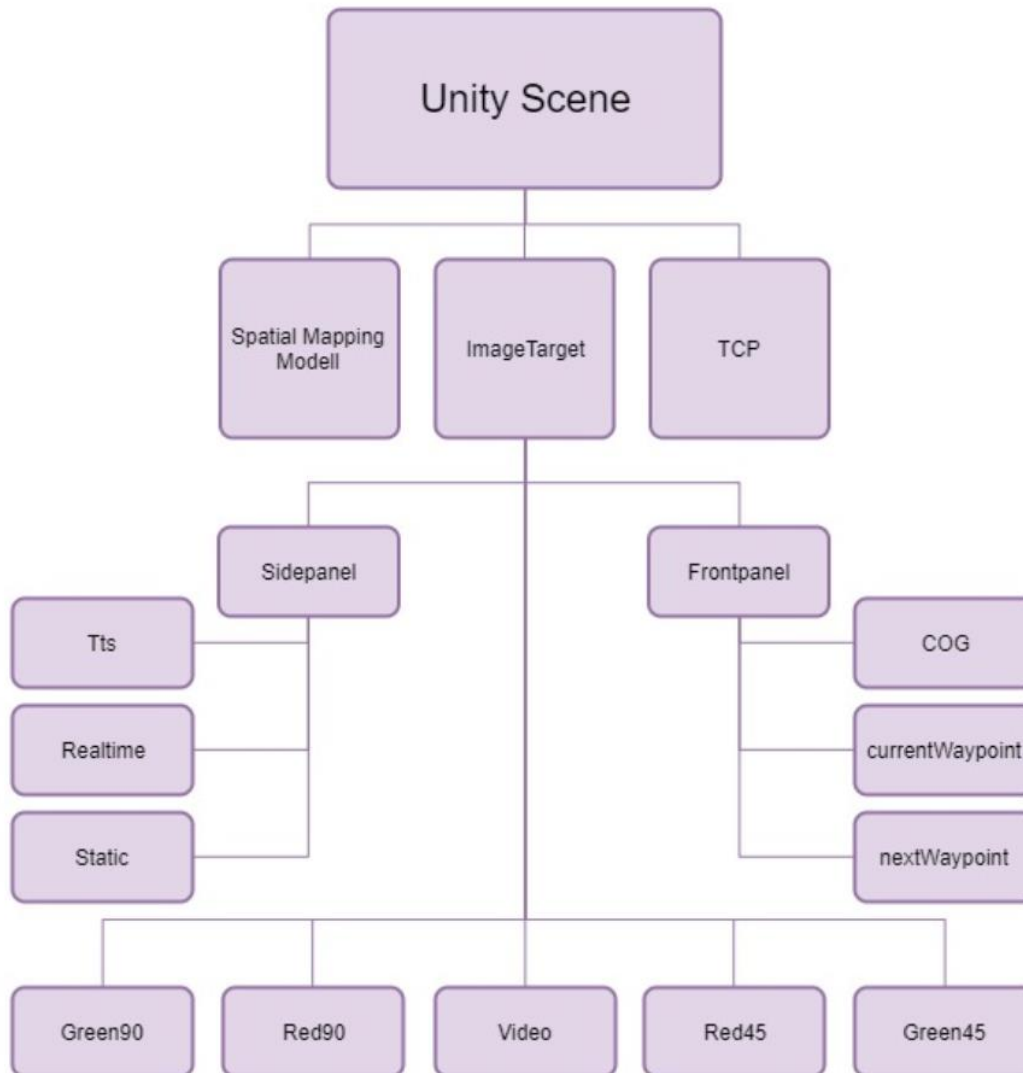 Unity Scene
Spatial Mapping
Modell
ImageTarget
TCP
Sidepanel
Frontpanel
Tts
COG
Realtime
currentWaypoint
Static
nextWaypoint
Green90
Red90
Video
Red45
Green45